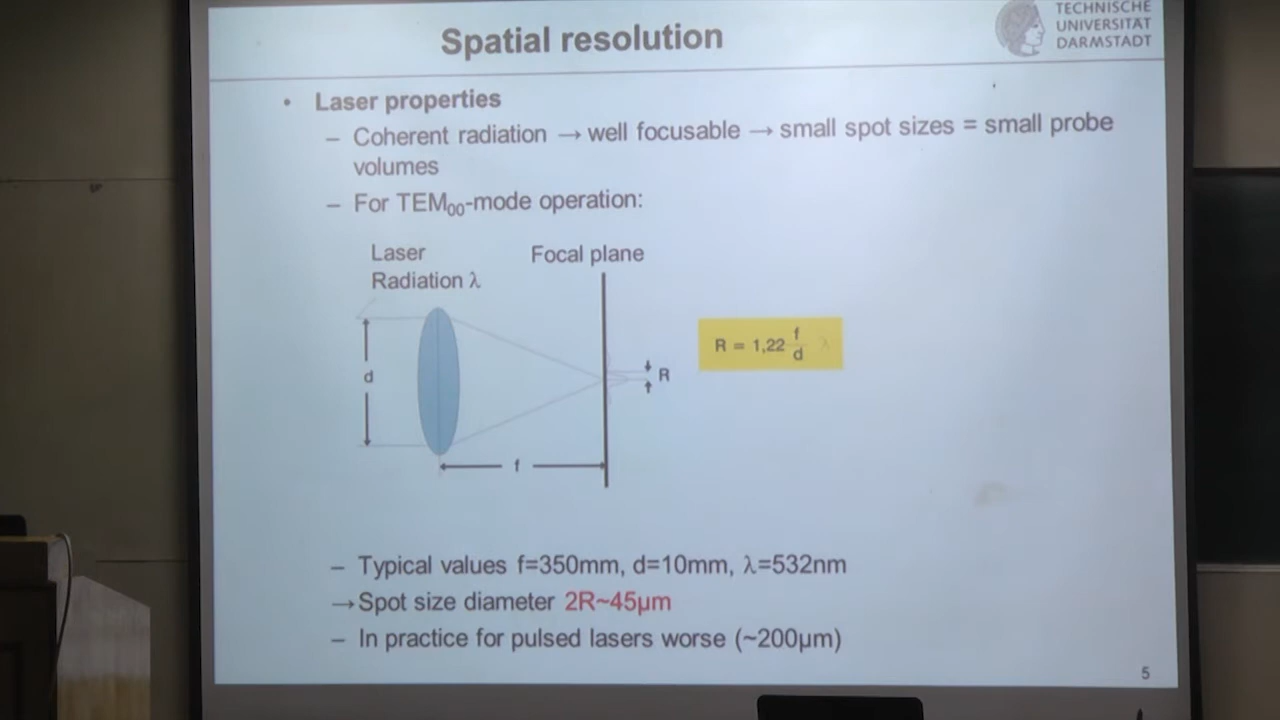 Spatial resolution
TECHNISCHE
UNIVERSITÄT
DARMSTADT
• Laser properties
– Coherent radiation → well focusable → small spot sizes = small probe
volumes
– For TEM₀₀-mode operation:
Laser
Radiation λ
Focal plane
d
R
f
R = 1,22 f/d λ
– Typical values f=350mm, d=10mm, λ=532nm
→ Spot size diameter 2R~45µm
– In practice for pulsed lasers worse (~200µm)
5